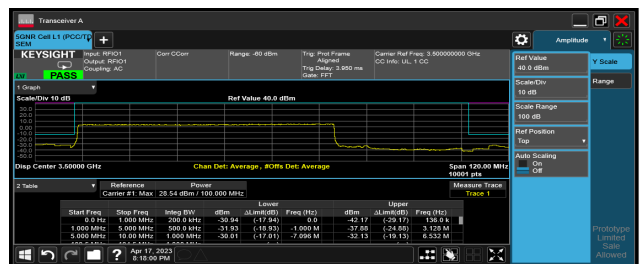 Transceiver A
5GNR Cell L1 (PCC/TD
SEM
+
Amplitude
KEYSIGHT
Input: RFIO1
Coupling: AC
Corr CCorr
Range: -60 dBm
Trig: Prot Frame
Aligned
Trig Delay: 3.950 ms
Gate: FFT
Carrier Ref Freq: 3.500000000 GHz
CC Info: UL, 1 CC
PASS
Ref Value
40.0 dBm
Y Scale
Scale/Div
10 dB
Range
Scale Range
100 dB
Ref Position
Top
Auto Scaling
On
Off
1 Graph
Scale/Div 10 dB
Ref Value 40.0 dBm
30.0
20.0
10.0
0.00
-10.0
-20.0
-30.0
-40.0
-50.0
Disp Center 3.50000 GHz
Chan Det: Average , #Offs Det: Average
Span 120.00 MHz
10001 pts
2 Table
Reference Power
Carrier #1: Max 28.54 dBm / 100.000 MHz
Measure Trace
Trace 1
Lower Upper
Start Freq Stop Freq Integ BW dBm ΔLimit(dB) Freq (Hz) dBm ΔLimit(dB) Freq (Hz)
0.0 Hz 1.000 MHz 200.0 kHz -30.94 (-17.94) 0.0 -42.17 (-29.17) 136.0 k
1.000 MHz 5.000 MHz 500.0 kHz -31.93 (-18.93) -1.000 M -37.88 (-24.88) 3.128 M
5.000 MHz 10.00 MHz 1.000 MHz -30.01 (-17.01) -7.096 M -32.13 (-19.13) 6.532 M
Prototype
Limited
Sale
Allowed
?
Apr 17, 2023
8:18:00 PM